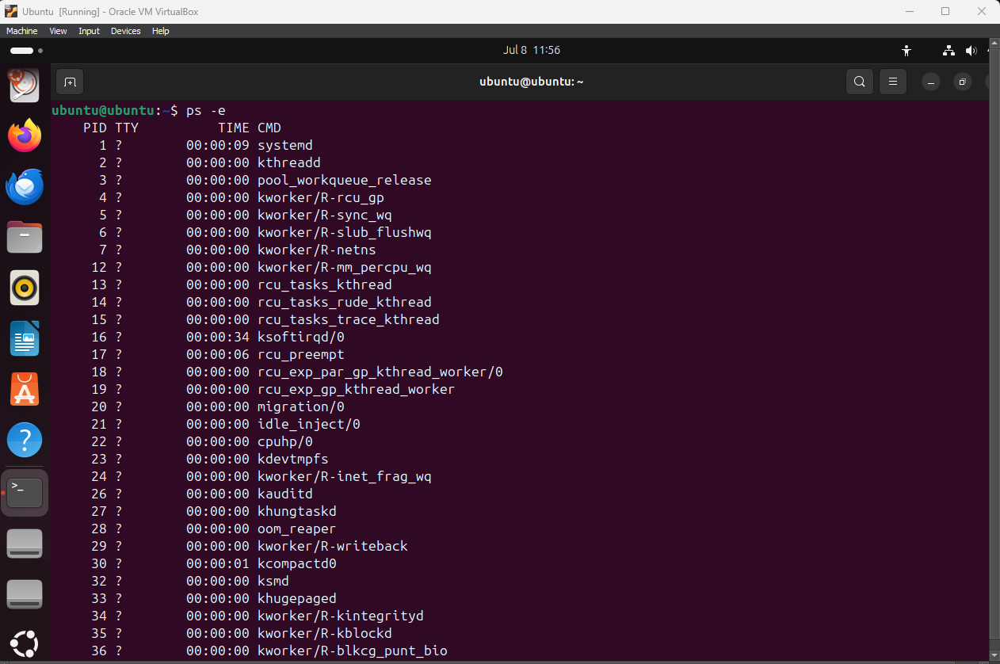 Ubuntu [Running] - Oracle VM VirtualBox
Machine View Input Devices Help
Jul 8 11:56
ubuntu@ubuntu: ~
ubuntu@ubuntu:~$ ps -e
PID TTY TIME CMD
1 ? 00:00:09 systemd
2 ? 00:00:00 kthreadd
3 ? 00:00:00 pool_workqueue_release
4 ? 00:00:00 kworker/R-rcu_gp
5 ? 00:00:00 kworker/R-sync_wq
6 ? 00:00:00 kworker/R-slub_flushwq
7 ? 00:00:00 kworker/R-netns
12 ? 00:00:00 kworker/R-mm_percpu_wq
13 ? 00:00:00 rcu_tasks_kthread
14 ? 00:00:00 rcu_tasks_rude_kthread
15 ? 00:00:00 rcu_tasks_trace_kthread
16 ? 00:00:34 ksoftirqd/0
17 ? 00:00:06 rcu_preempt
18 ? 00:00:00 rcu_exp_par_gp_kthread_worker/0
19 ? 00:00:00 rcu_exp_gp_kthread_worker
20 ? 00:00:00 migration/0
21 ? 00:00:00 idle_inject/0
22 ? 00:00:00 cpuhp/0
23 ? 00:00:00 kdevtmpfs
24 ? 00:00:00 kworker/R-inet_frag_wq
26 ? 00:00:00 kauditd
27 ? 00:00:00 khungtaskd
28 ? 00:00:00 oom_reaper
29 ? 00:00:00 kworker/R-writeback
30 ? 00:00:01 kcompactd0
32 ? 00:00:00 ksmd
33 ? 00:00:00 khugepaged
34 ? 00:00:00 kworker/R-kintegrityd
35 ? 00:00:00 kworker/R-kblockd
36 ? 00:00:00 kworker/R-blkcg_punt_bio